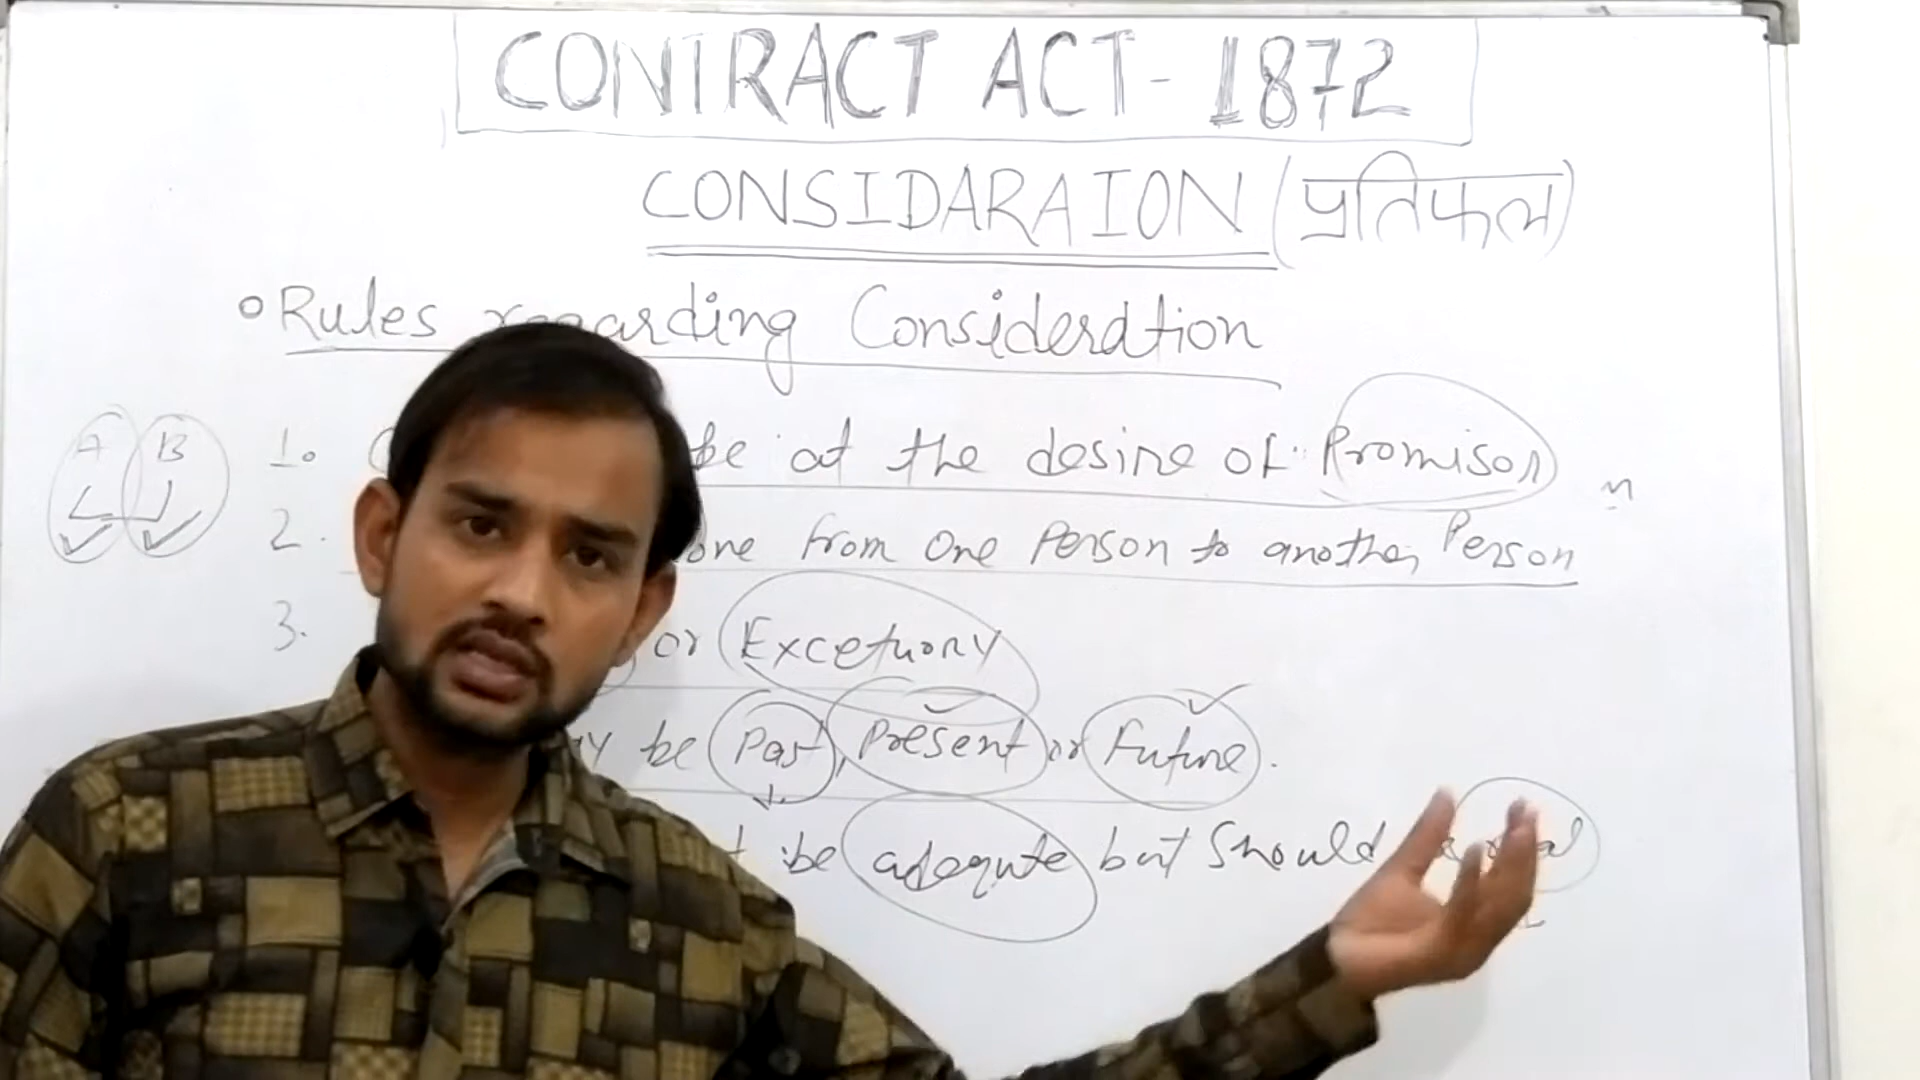 CONTRACT ACT - 1872
CONSIDARAION (प्रतिफल)
Rules regarding Consideration
A B
1. be at the desire of Promisor
2. one from one Person to another Person
3. or Excetuory
be Past, Present or Future.
be adequte but Should